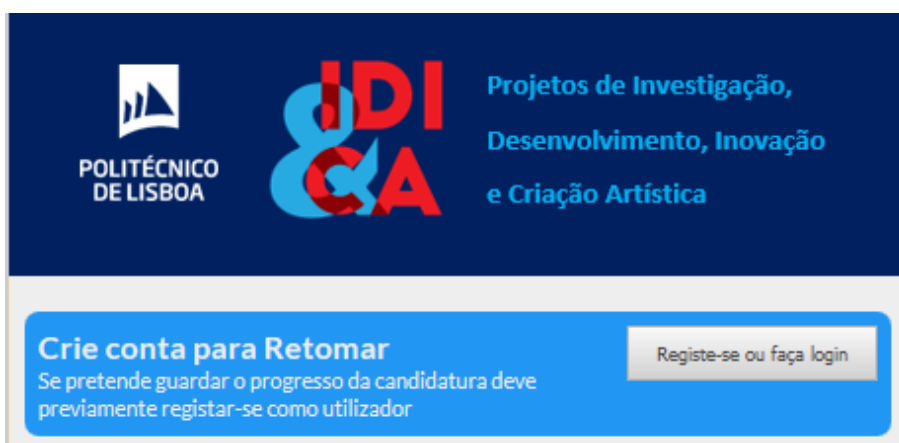 POLITÉCNICO
DE LISBOA
IDI
&CA
Projetos de Investigação,
Desenvolvimento, Inovação
e Criação Artística
Crie conta para Retomar
Se pretende guardar o progresso da candidatura deve
previamente registar-se como utilizador
Registe-se ou faça login